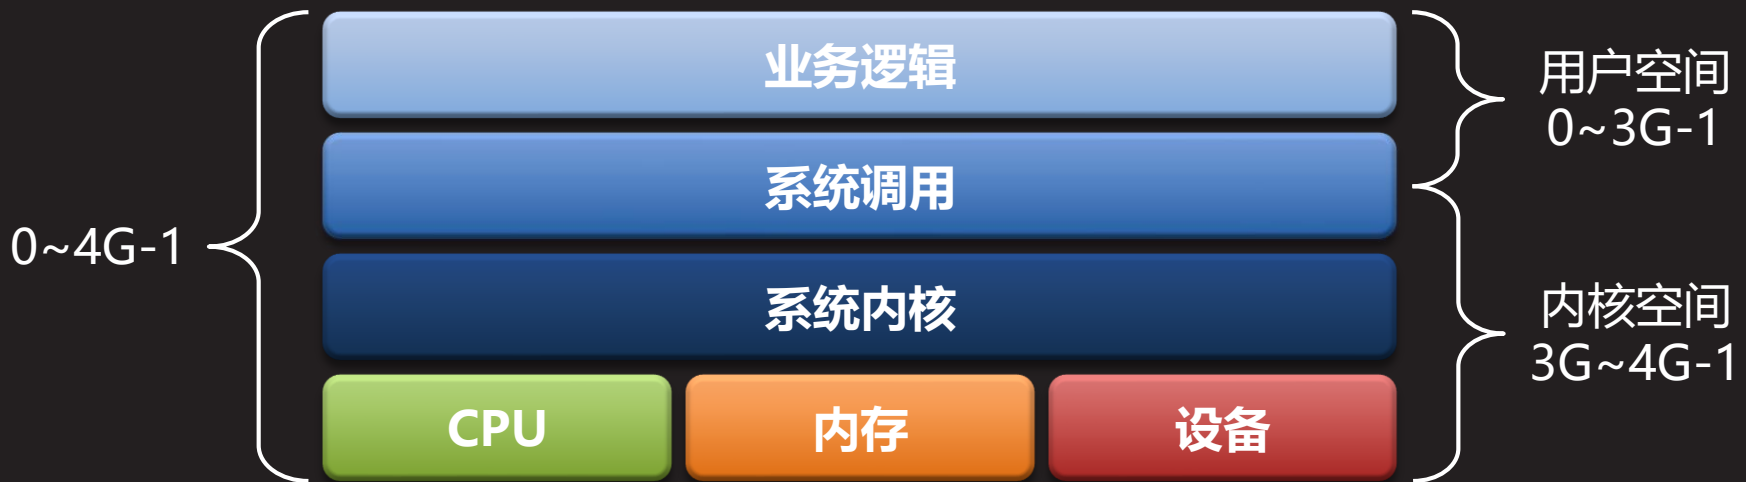 业务逻辑
用户空间
0~3G-1
系统调用
0~4G-1
系统内核
内核空间
3G~4G-1
CPU
内存
设备